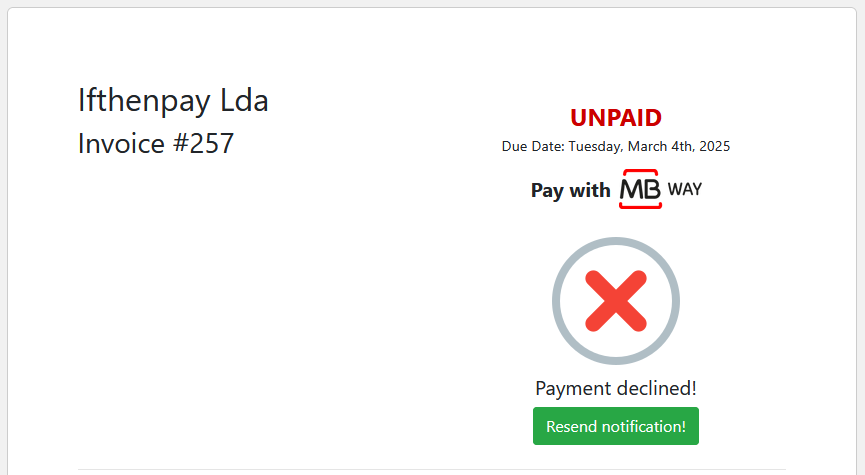 Ifthenpay Lda
Invoice #257
UNPAID
Due Date: Tuesday, March 4th, 2025
Pay with MB WAY
Payment declined!
Resend notification!